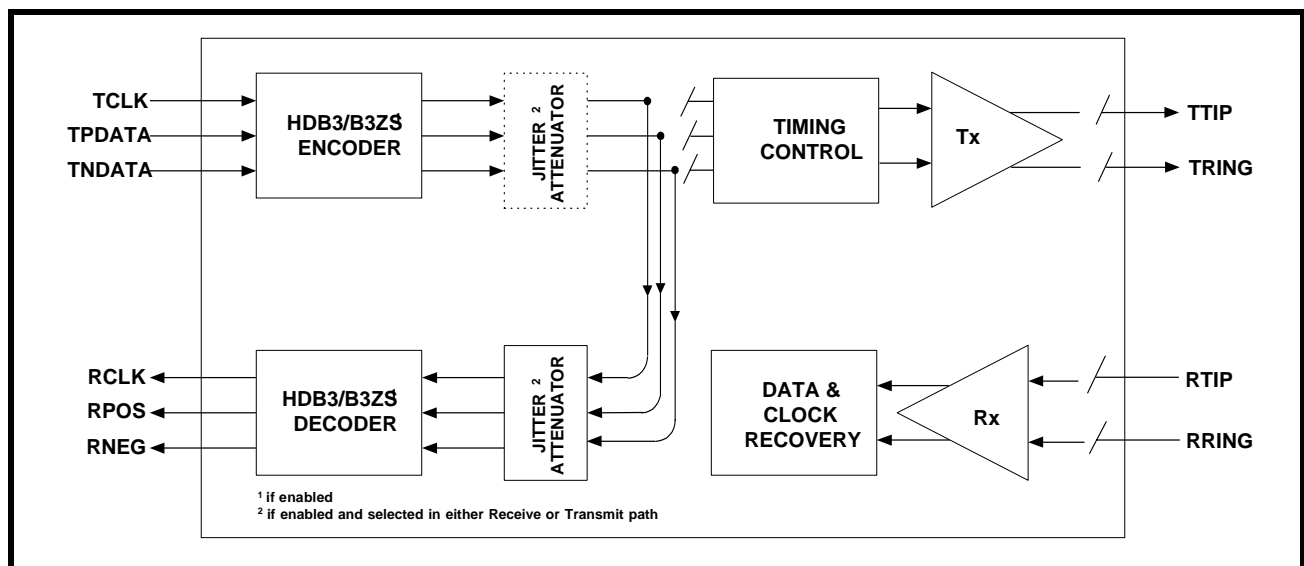 TCLK
TPDATA
TNDATA
HDB3/B3ZS1
ENCODER
JITTER 2
ATTENUATOR
TIMING
CONTROL
Tx
TTIP
TRING
RCLK
RPOS
RNEG
HDB3/B3ZS1
DECODER
JITTER 2
ATTENUATOR
DATA &
CLOCK
RECOVERY
Rx
RTIP
RRING
1 if enabled
2 if enabled and selected in either Receive or Transmit path